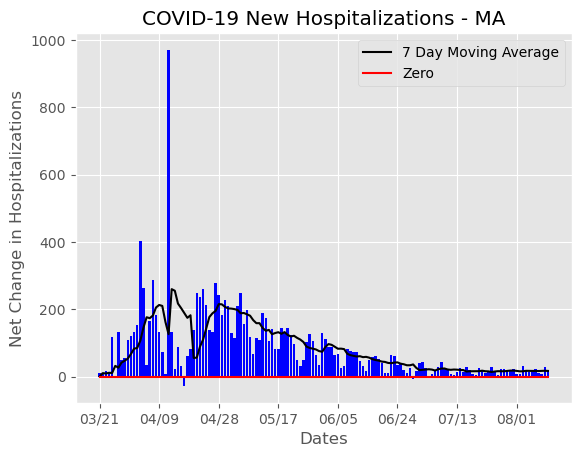 COVID-19 New Hospitalizations - MA
7 Day Moving Average
Zero
Net Change in Hospitalizations
1000
800
600
400
200
0
03/21 04/09 04/28 05/17 06/05 06/24 07/13 08/01
Dates